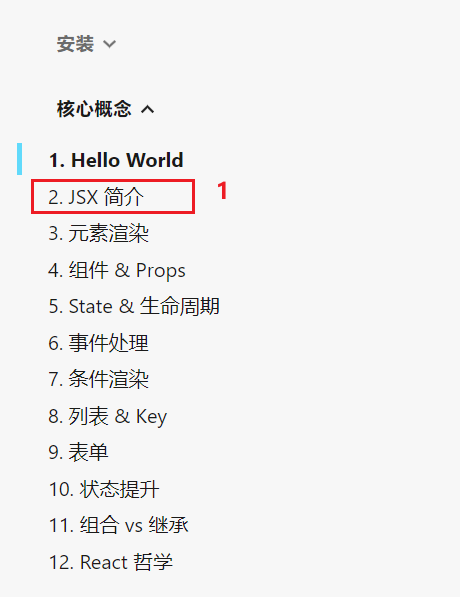 安装
核心概念
1. Hello World
2. JSX 简介 1
3. 元素渲染
4. 组件 & Props
5. State & 生命周期
6. 事件处理
7. 条件渲染
8. 列表 & Key
9. 表单
10. 状态提升
11. 组合 vs 继承
12. React 哲学